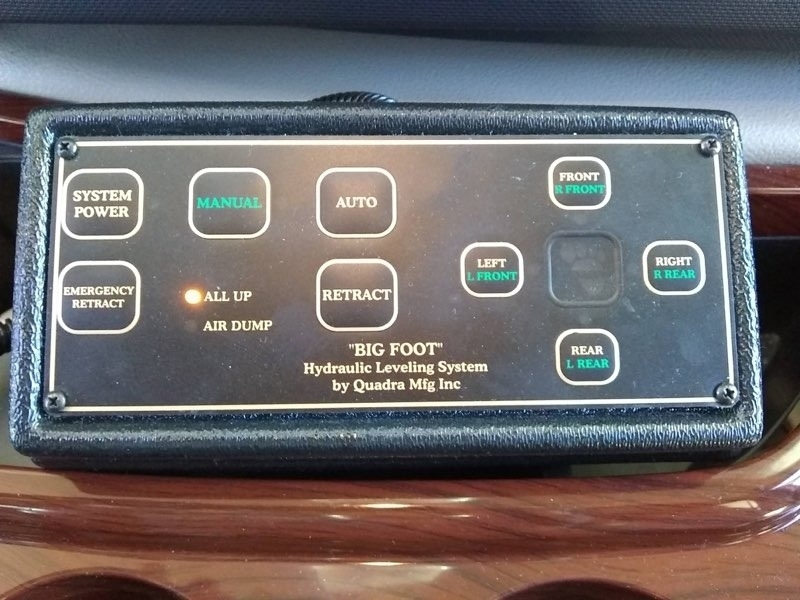 SYSTEM
POWER
MANUAL
AUTO
FRONT
R FRONT
EMERGENCY
RETRACT
ALL UP
AIR DUMP
RETRACT
LEFT
L FRONT
RIGHT
R REAR
REAR
L REAR
"BIG FOOT"
Hydraulic Leveling System
by Quadra Mfg Inc